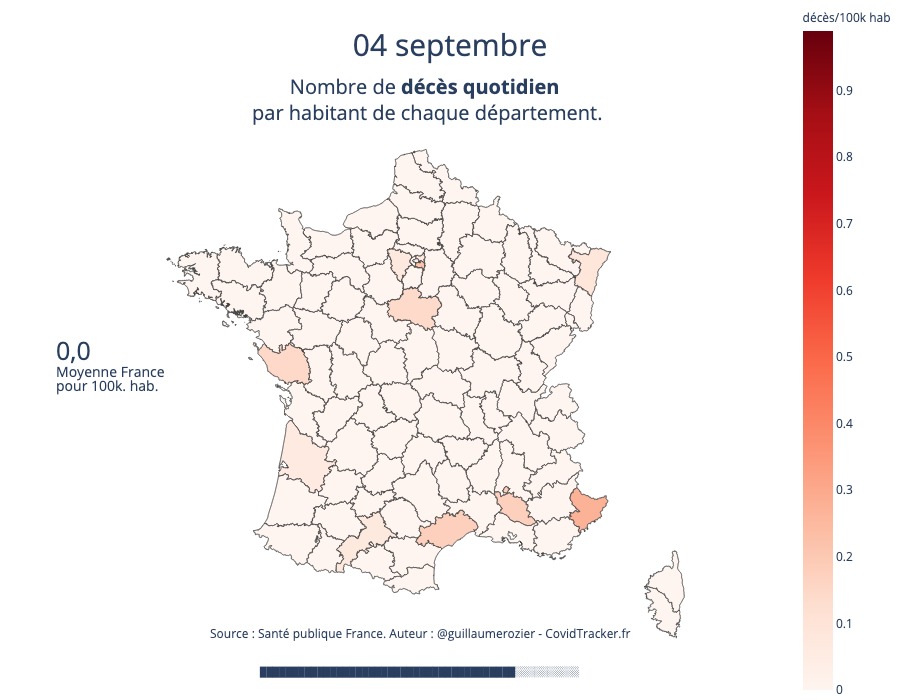 décès/100k hab
04 septembre
Nombre de décès quotidien
par habitant de chaque département.
0.9
0.8
0.7
0.6
0.5
0.4
0.3
0.2
0.1
0
0,0
Moyenne France
pour 100k. hab.
Source : Santé publique France. Auteur : @guillaumerozier - CovidTracker.fr